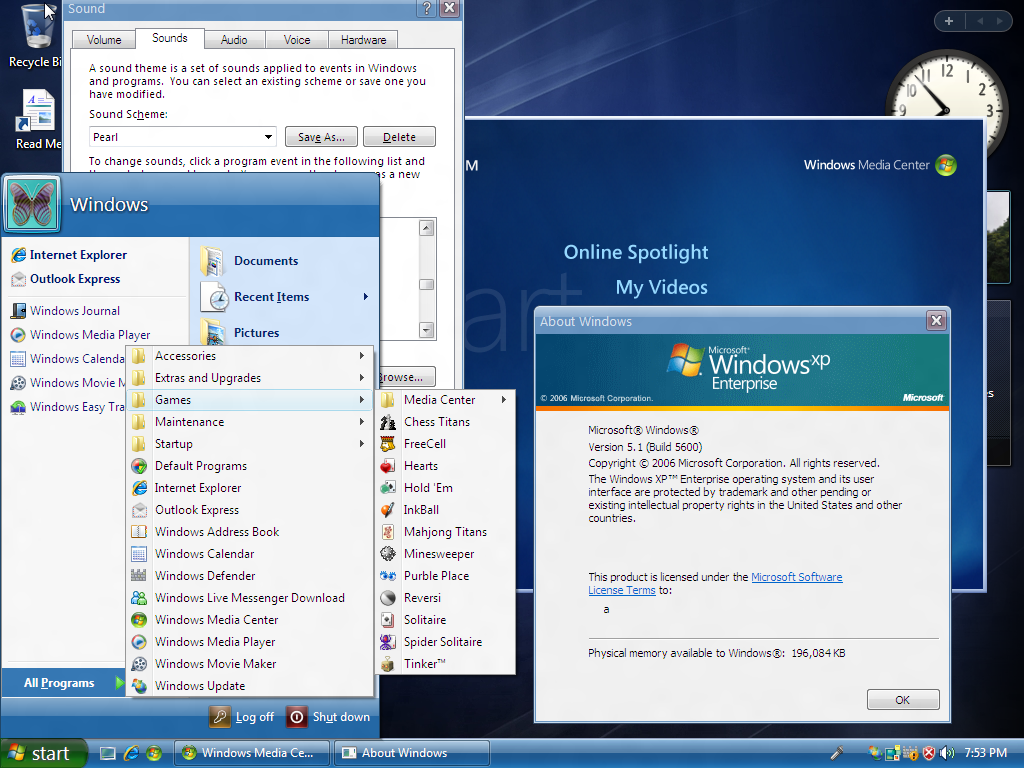 Recycle Bi
Read Me
Sound
?
Volume
Sounds
Audio
Voice
Hardware
A sound theme is a set of sounds applied to events in Windows
and programs. You can select an existing scheme or save one you
have modified.
Sound Scheme:
Pearl
Save As...
Delete
To change sounds, click a program event in the following list and
as a new
Browse...
12
2
3
10
9
M
Windows Media Center
Online Spotlight
My Videos
art
es
Windows
Internet Explorer
Outlook Express
Windows Journal
Windows Media Player
Windows Calenda
Windows Movie M
Windows Easy Tra
Documents
Recent Items
Pictures
All Programs
Log off
Shut down
Accessories
Extras and Upgrades
Games
Maintenance
Startup
Default Programs
Internet Explorer
Outlook Express
Windows Address Book
Windows Calendar
Windows Defender
Windows Live Messenger Download
Windows Media Center
Windows Media Player
Windows Movie Maker
Windows Update
Media Center
Chess Titans
FreeCell
Hearts
Hold 'Em
InkBall
Mahjong Titans
Minesweeper
Purble Place
Reversi
Solitaire
Spider Solitaire
Tinker™
About Windows
Microsoft®
Windows xp
Enterprise
© 2006 Microsoft Corporation.
Microsoft
Microsoft® Windows®
Version 5.1 (Build 5600)
Copyright © 2006 Microsoft Corporation. All rights reserved.
The Windows XP™ Enterprise operating system and its user
interface are protected by trademark and other pending or
existing intellectual property rights in the United States and other
countries.
This product is licensed under the Microsoft Software
License Terms to:
a
Physical memory available to Windows®: 196,084 KB
OK
start
Windows Media Ce...
About Windows
7:53 PM